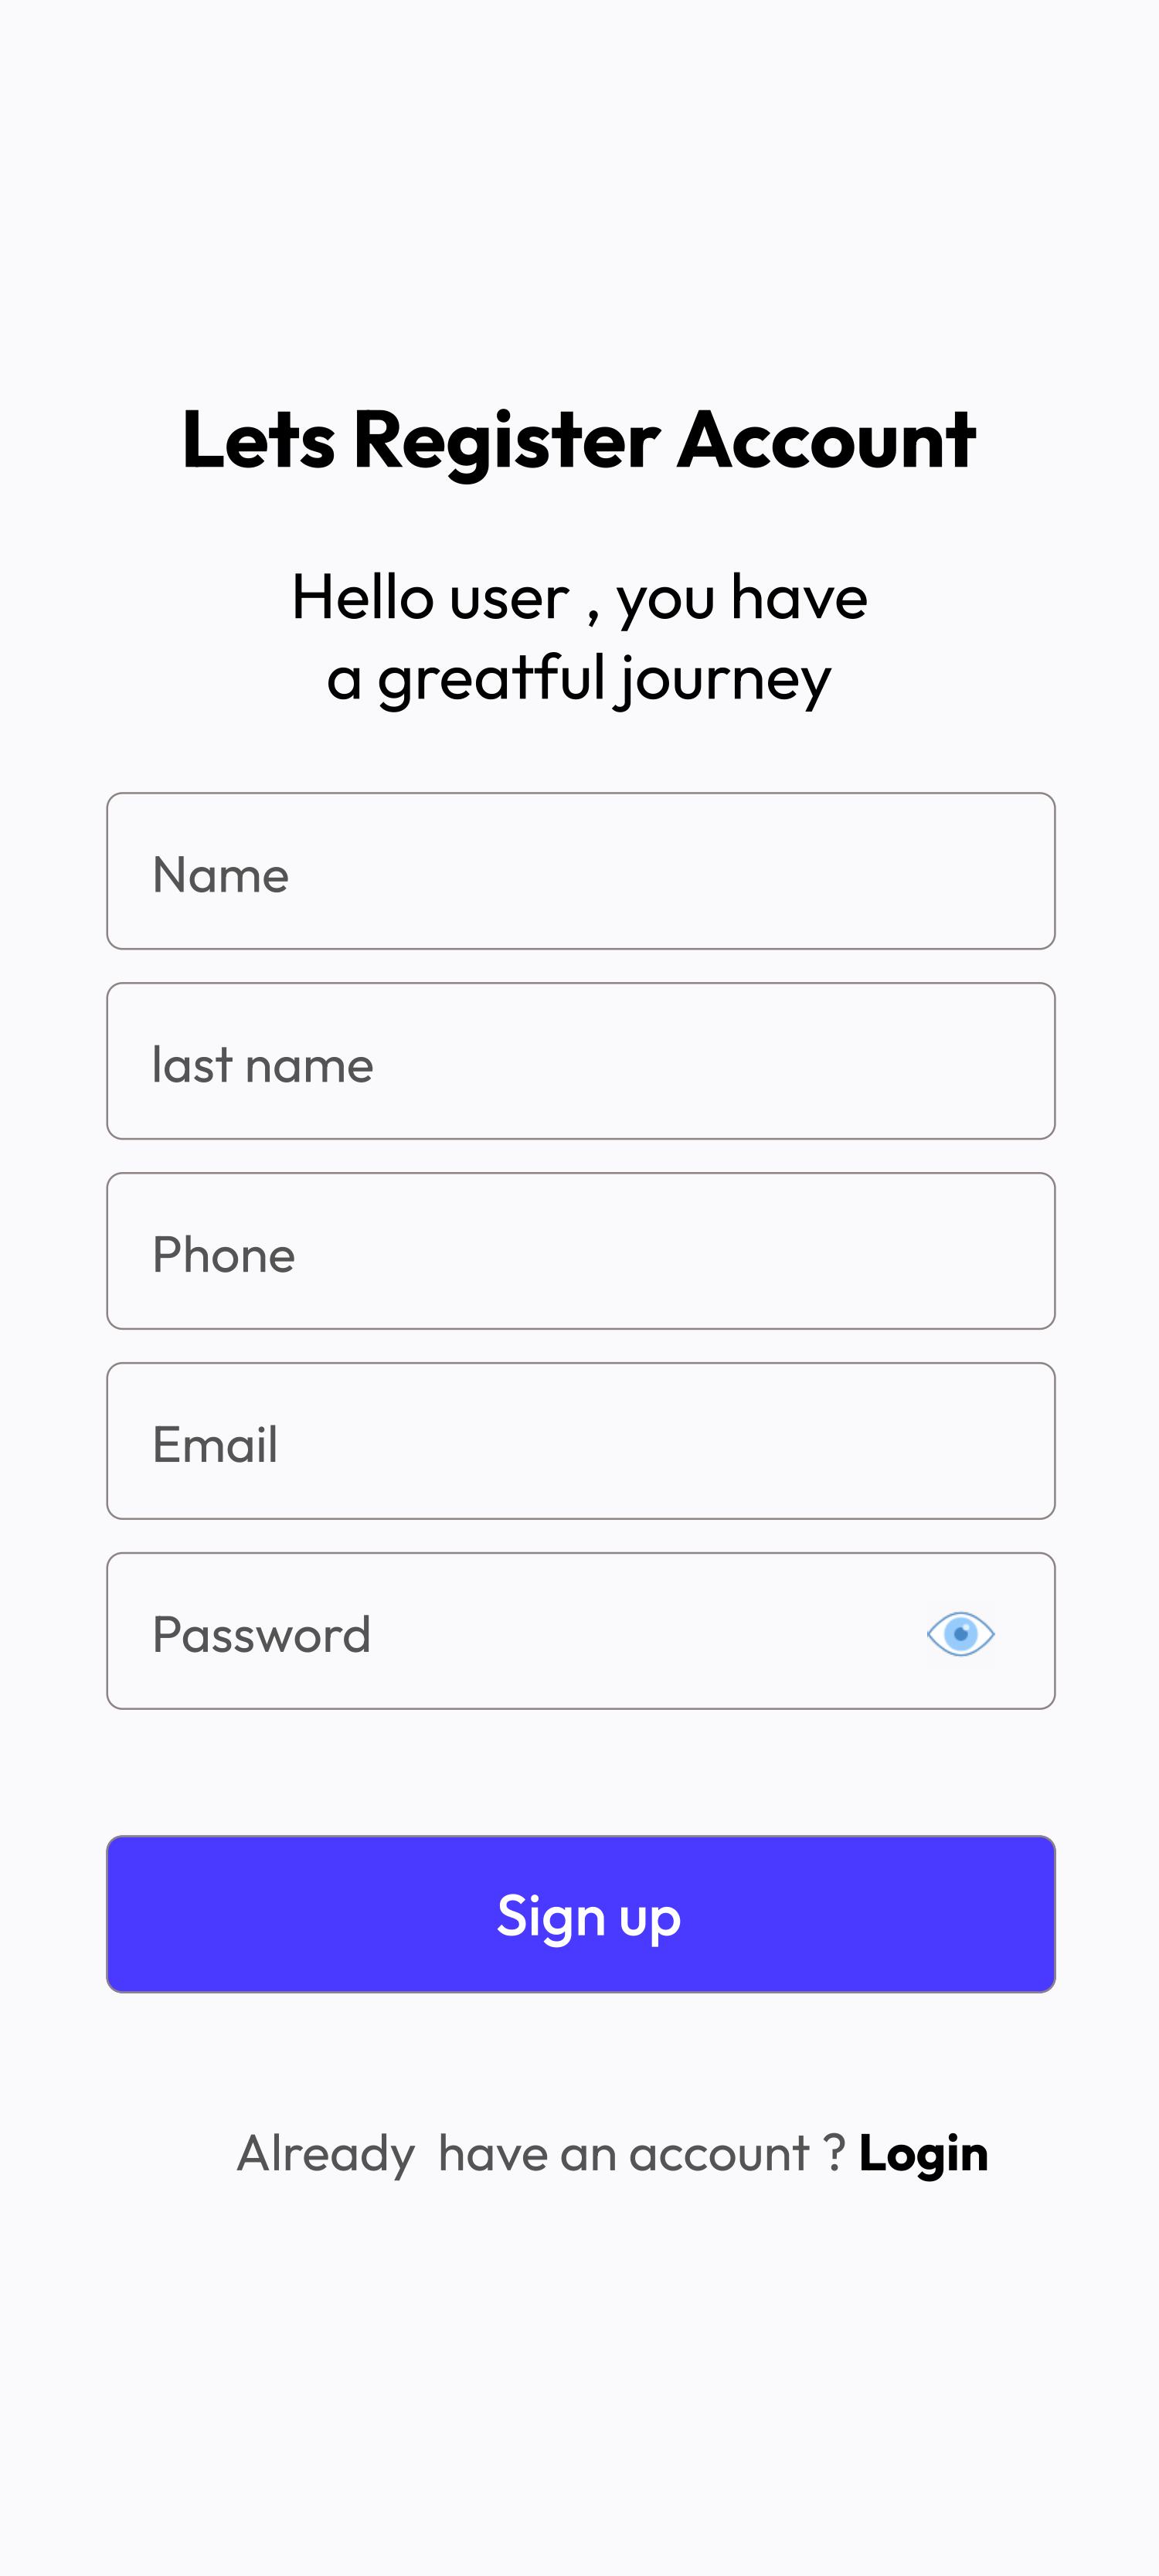 Lets Register Account
Hello user , you have
a greatful journey
Name
last name
Phone
Email
Password
Sign up
Already  have an account ? Login